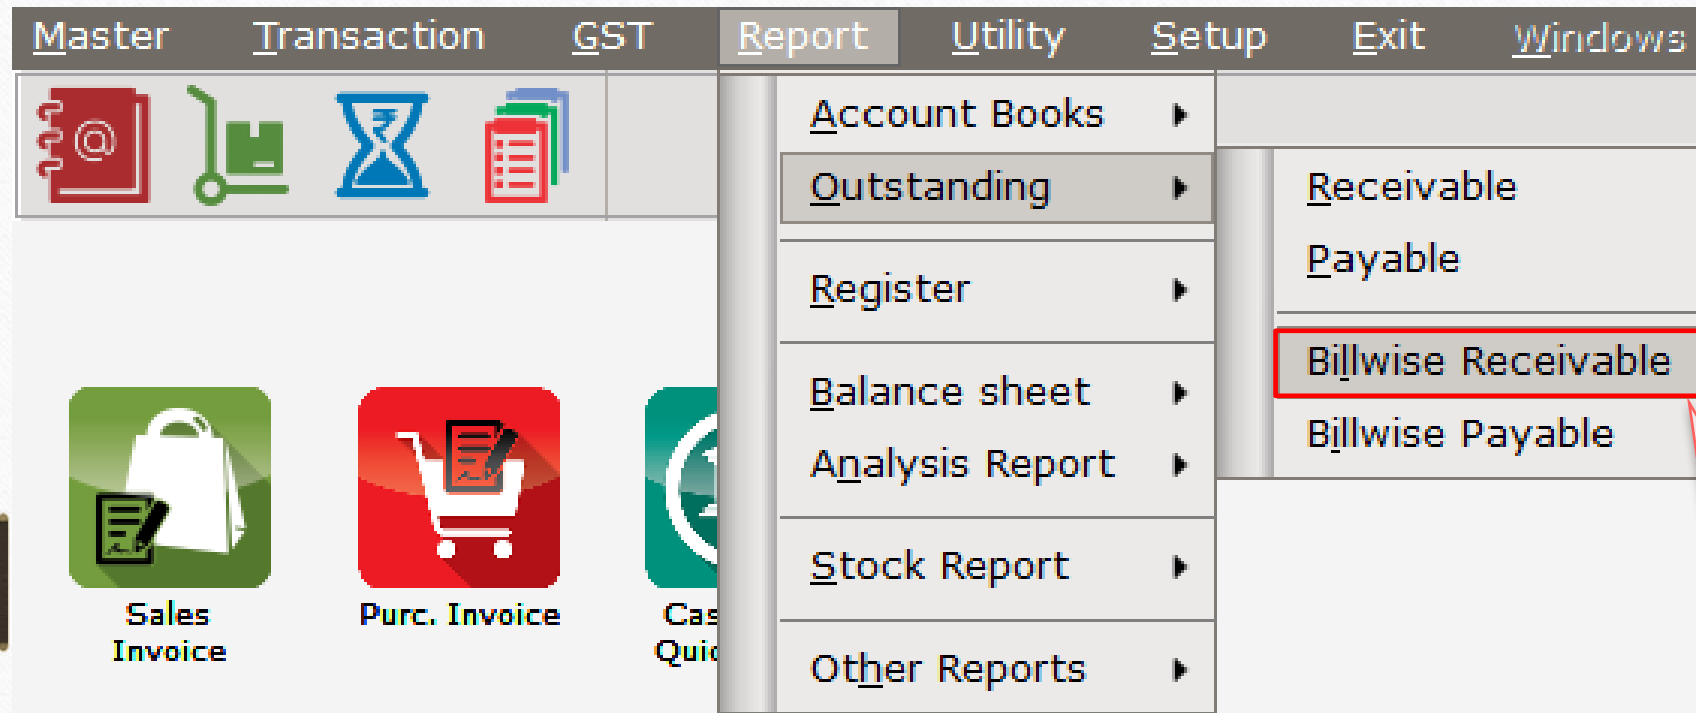 Master Transaction GST Report Utility Setup Exit Windows
Account Books
Outstanding
Register
Balance sheet
Analysis Report
Stock Report
Other Reports
Receivable
Payable
Billwise Receivable
Billwise Payable
@
₹
Sales
Invoice
Purc. Invoice